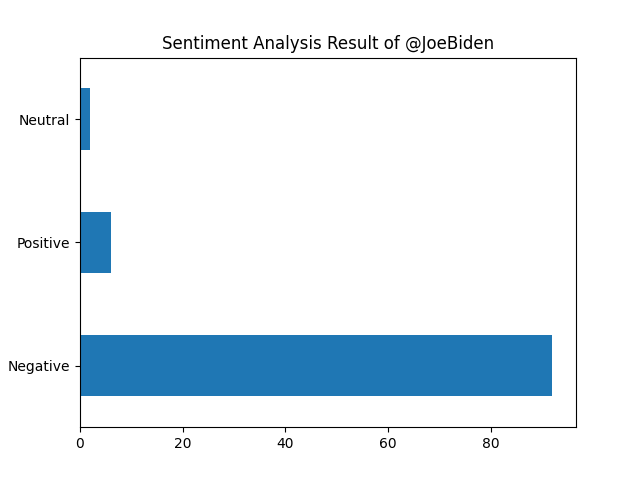 Sentiment Analysis Result of @JoeBiden
Neutral
Positive
Negative
0 20 40 60 80